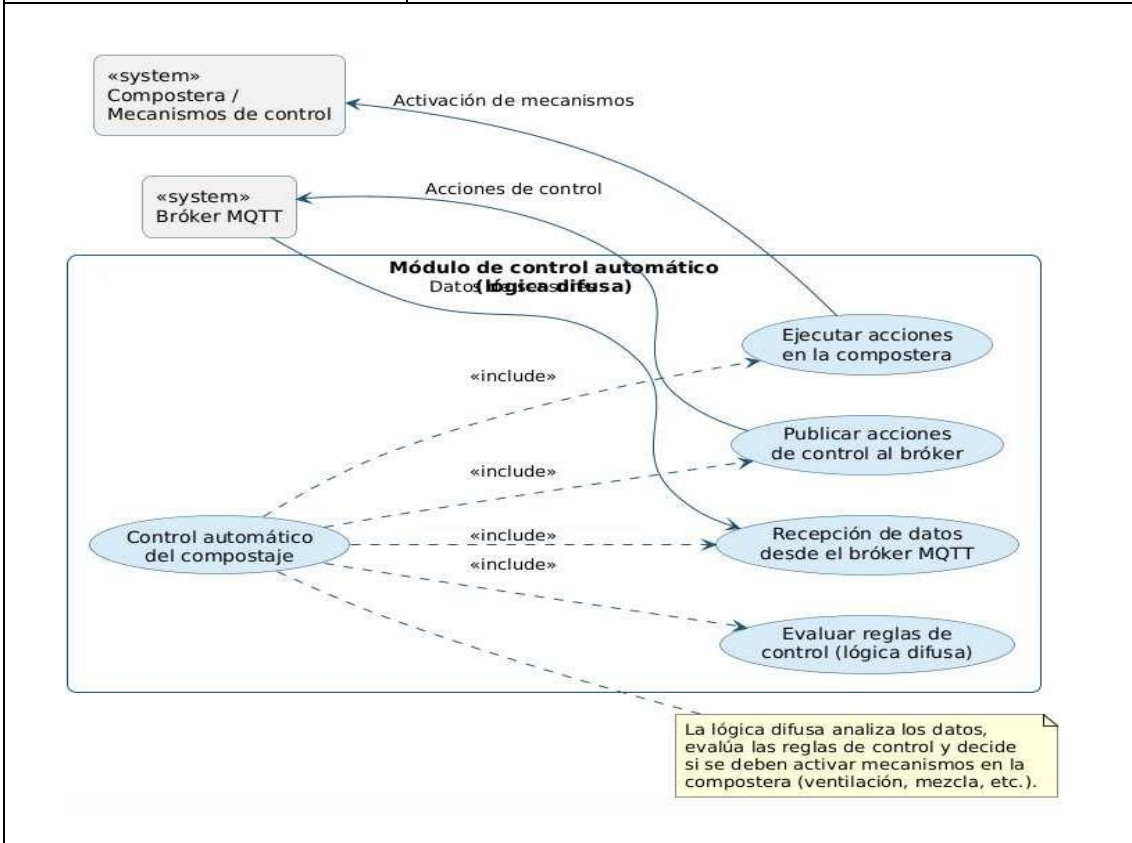 «system»
Compostera /
Mecanismos de control
Activación de mecanismos
«system»
Bróker MQTT
Acciones de control
Módulo de control automático
(lógica difusa)
Datos
Ejecutar acciones
en la compostera
«include»
Publicar acciones
de control al bróker
«include»
Control automático
del compostaje
«include»
Recepción de datos
desde el bróker MQTT
«include»
Evaluar reglas de
control (lógica difusa)
La lógica difusa analiza los datos,
evalúa las reglas de control y decide
si se deben activar mecanismos en la
compostera (ventilación, mezcla, etc.).